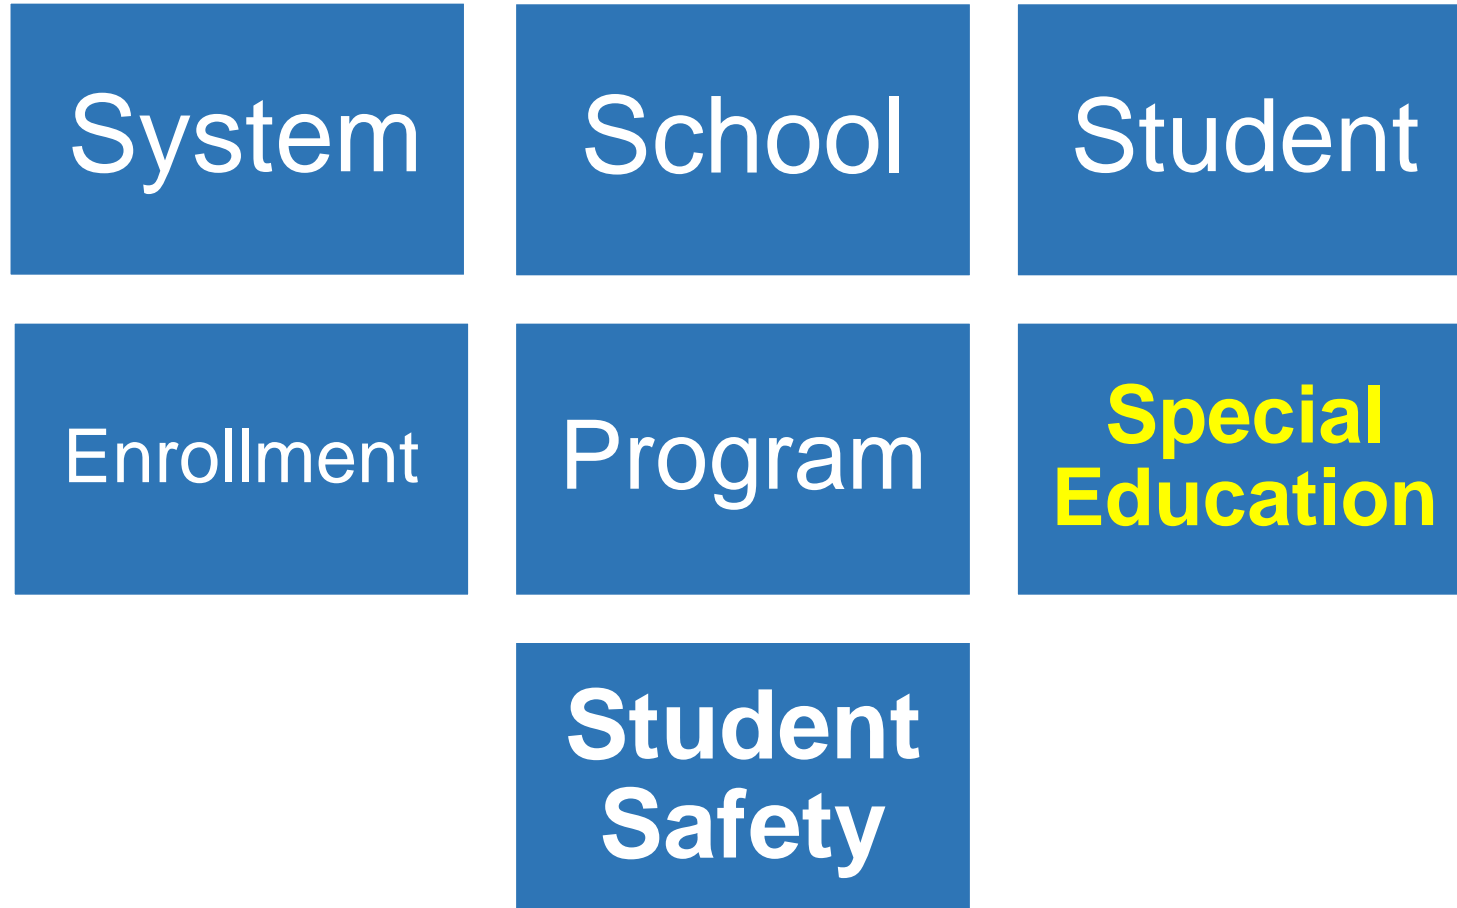 System
School
Student
Enrollment
Program
Special
Education
Student
Safety